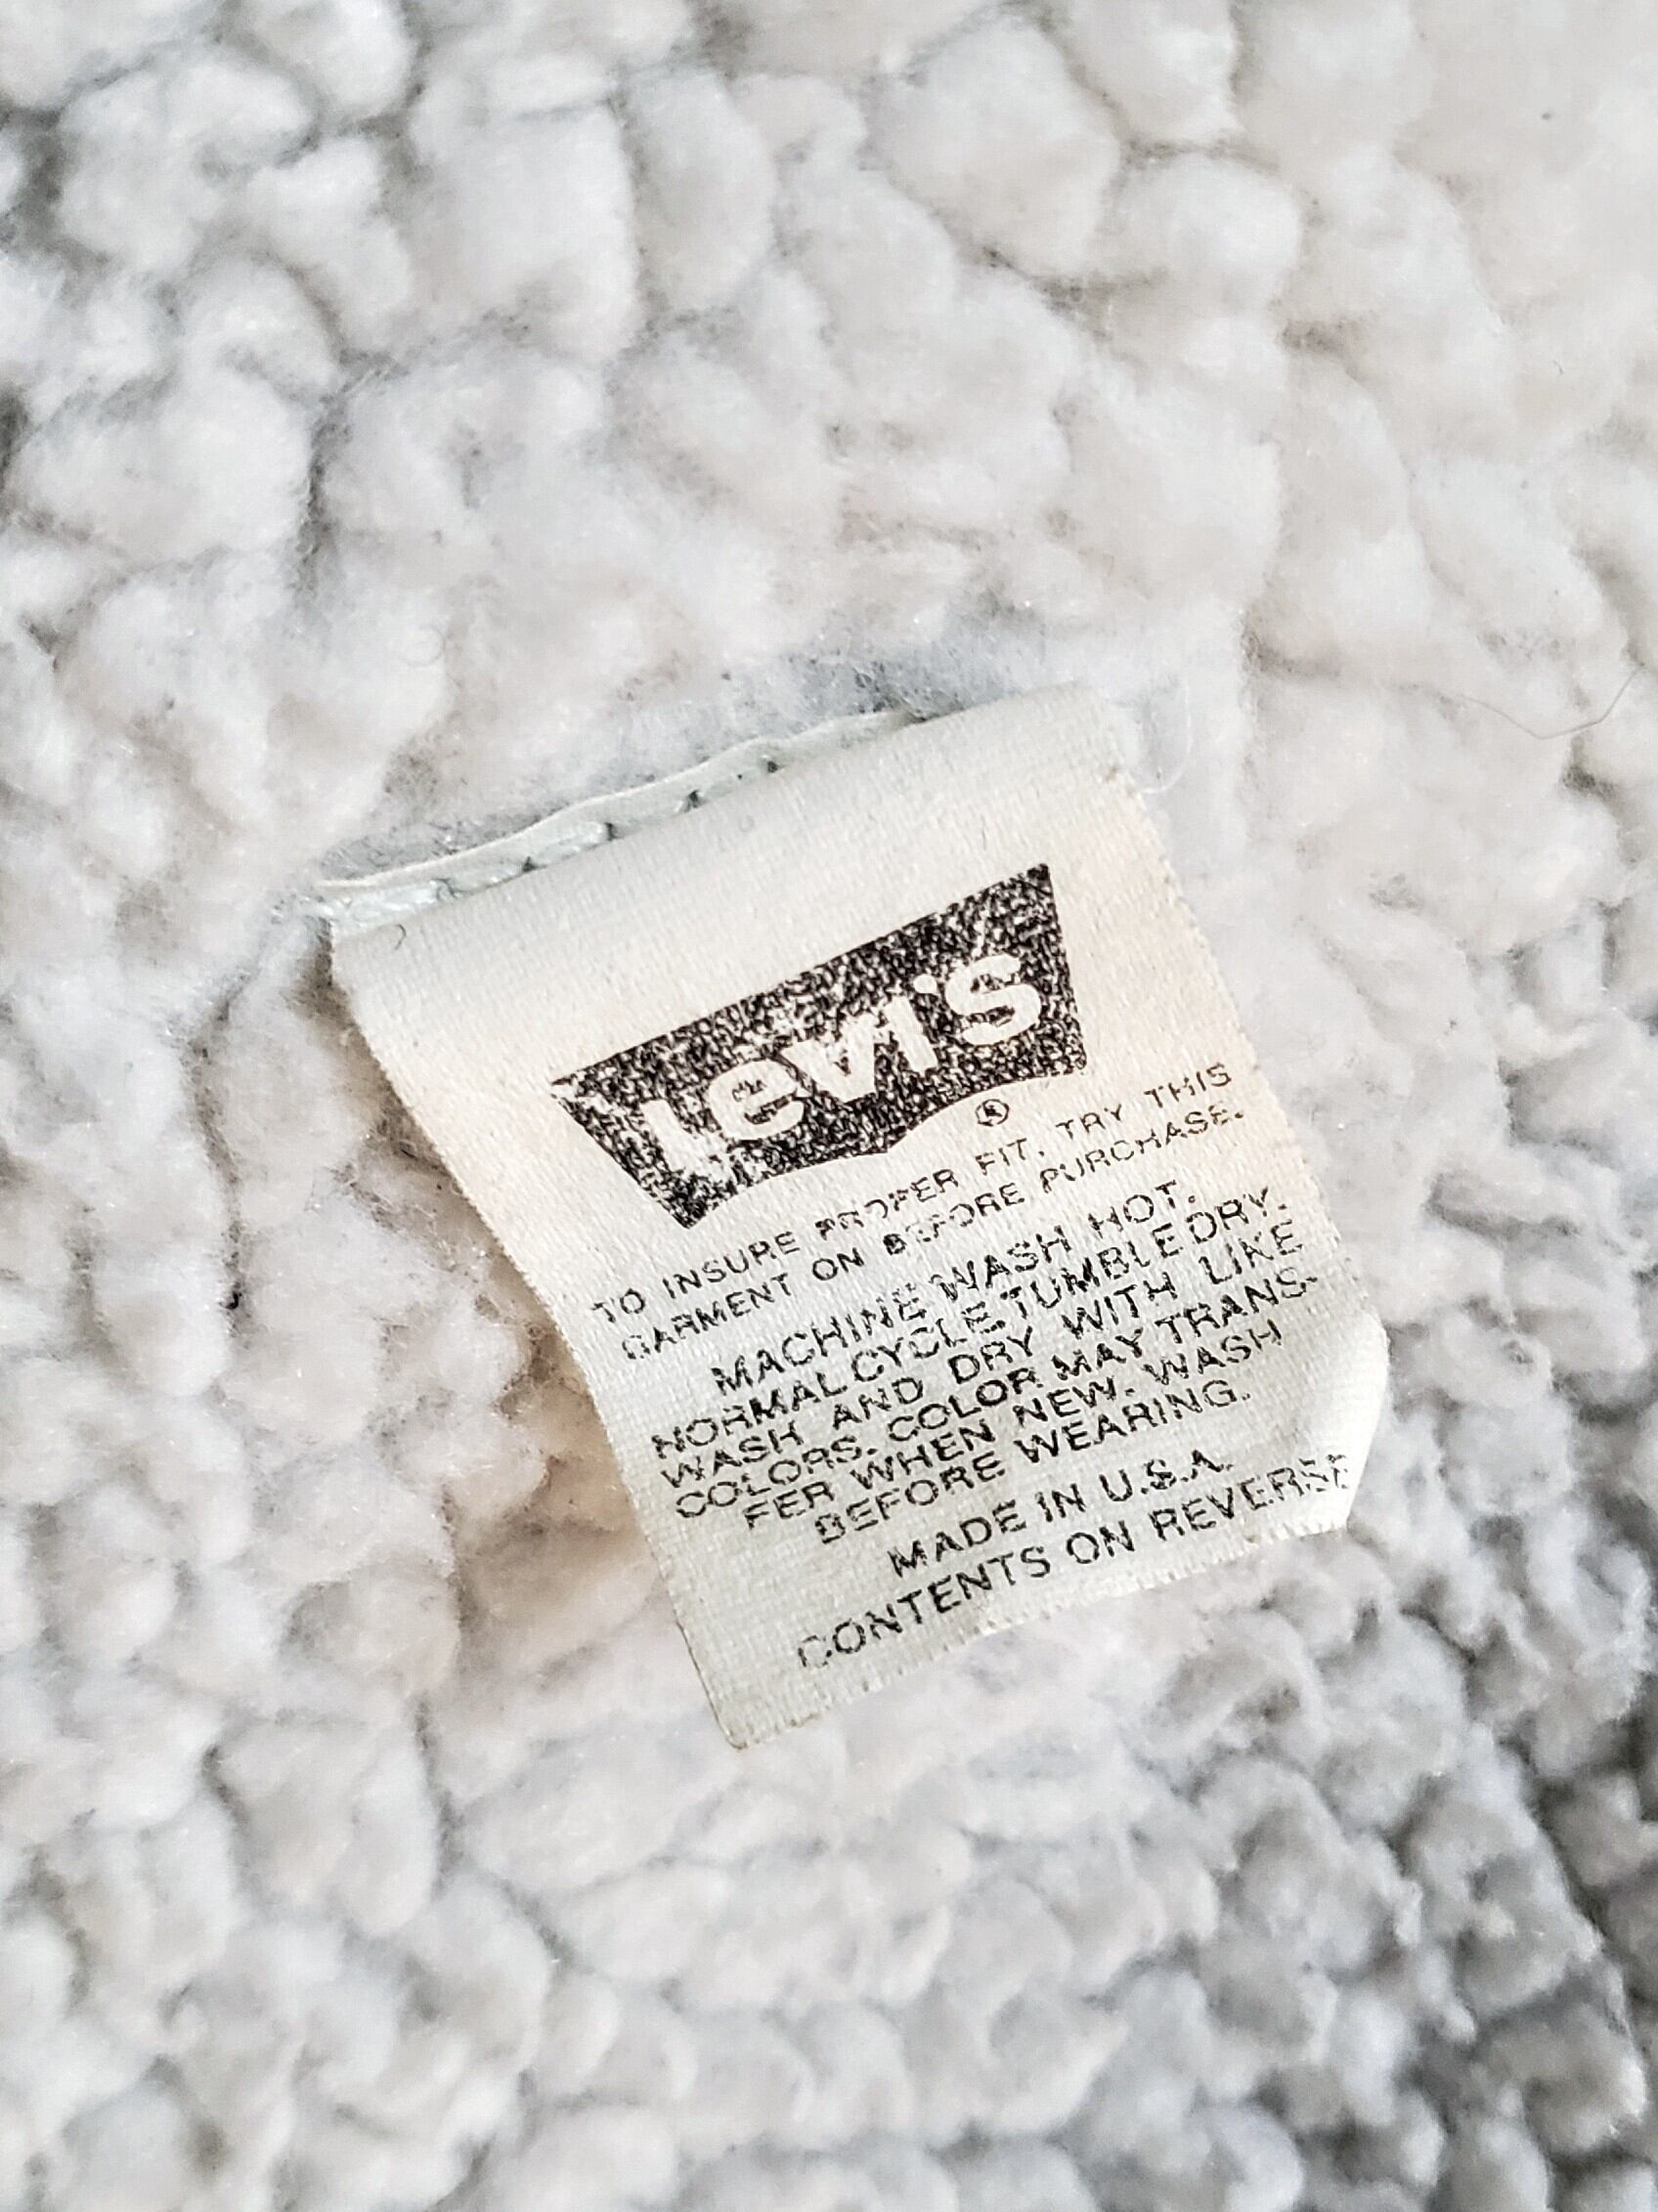 Levi's
®
TO INSURE PROPER FIT, TRY THIS
GARMENT ON BEFORE PURCHASE.
MACHINE WASH HOT.
NORMAL CYCLE.TUMBLE DRY.
WASH AND DRY WITH LIKE
COLORS. COLOR MAY TRANS-
FER WHEN NEW. WASH
BEFORE WEARING.
MADE IN U.S.A.
CONTENTS ON REVERSE